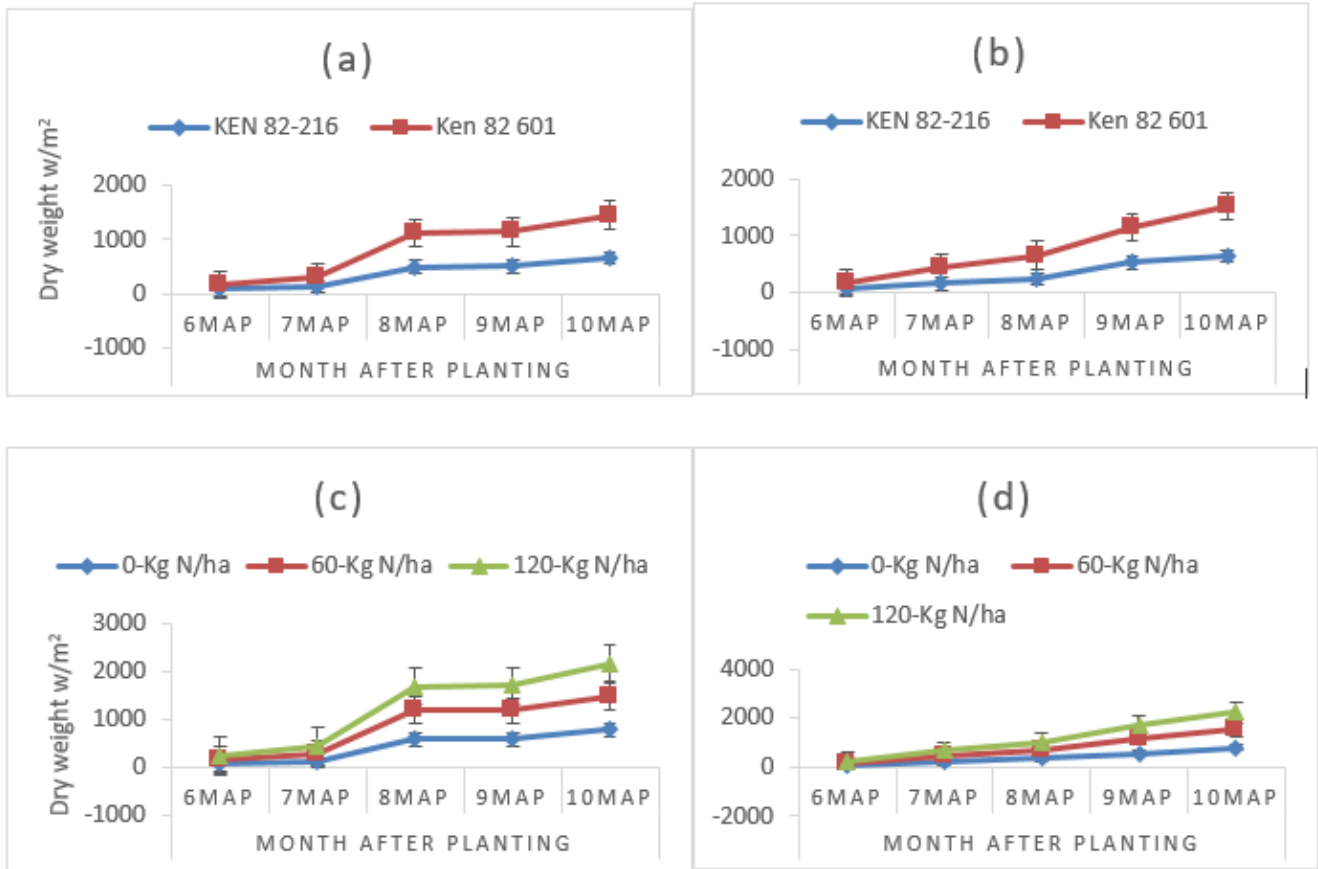 (a)
KEN 82-216 Ken 82 601
Dry weight w/m²
2000
1000
0
-1000
6MAP 7MAP 8MAP 9MAP 10MAP
MONTH AFTER PLANTING
(b)
KEN 82-216 Ken 82 601
2000
1000
0
-1000
6MAP 7MAP 8MAP 9MAP 10MAP
MONTH AFTER PLANTING
(c)
0-Kg N/ha 60-Kg N/ha 120-Kg N/ha
Dry weight w/m²
3000
2000
1000
0
-1000
6MAP 7MAP 8MAP 9MAP 10MAP
MONTH AFTER PLANTING
(d)
0-Kg N/ha 60-Kg N/ha
120-Kg N/ha
4000
2000
0
-2000
6MAP 7MAP 8MAP 9MAP 10MAP
MONTH AFTER PLANTING